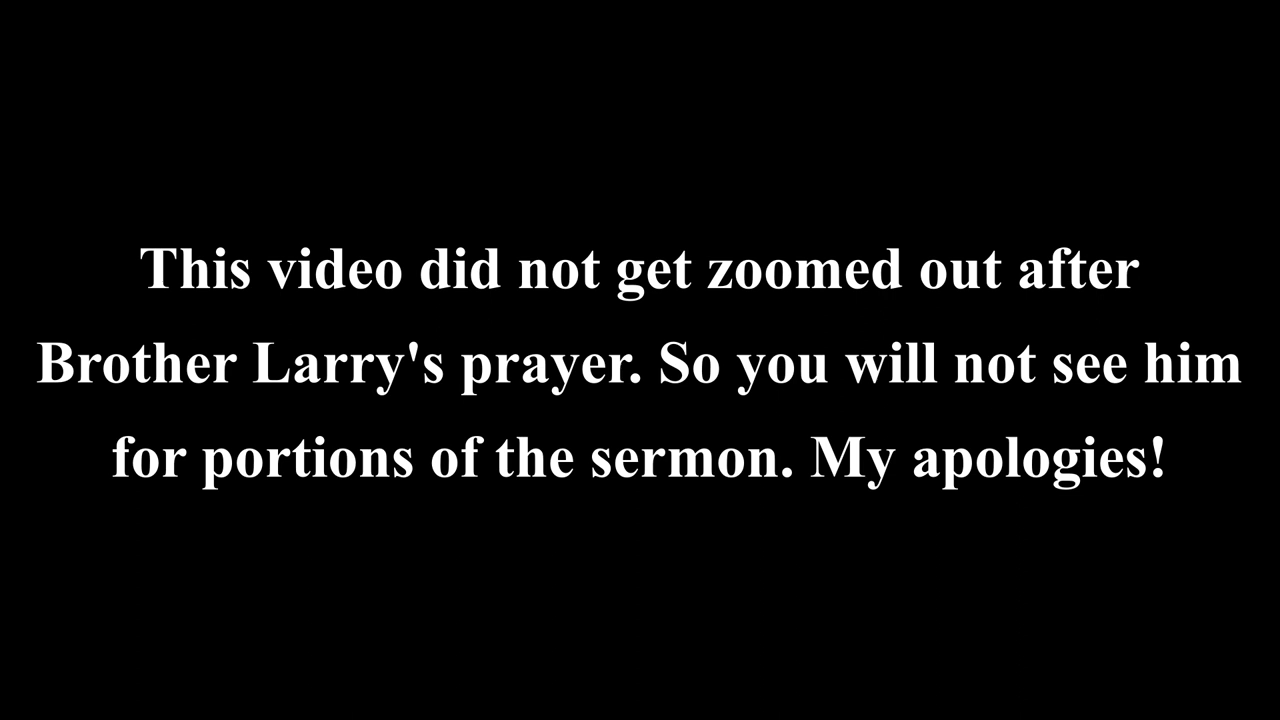 This video did not get zoomed out after
Brother Larry's prayer. So you will not see him
for portions of the sermon. My apologies!